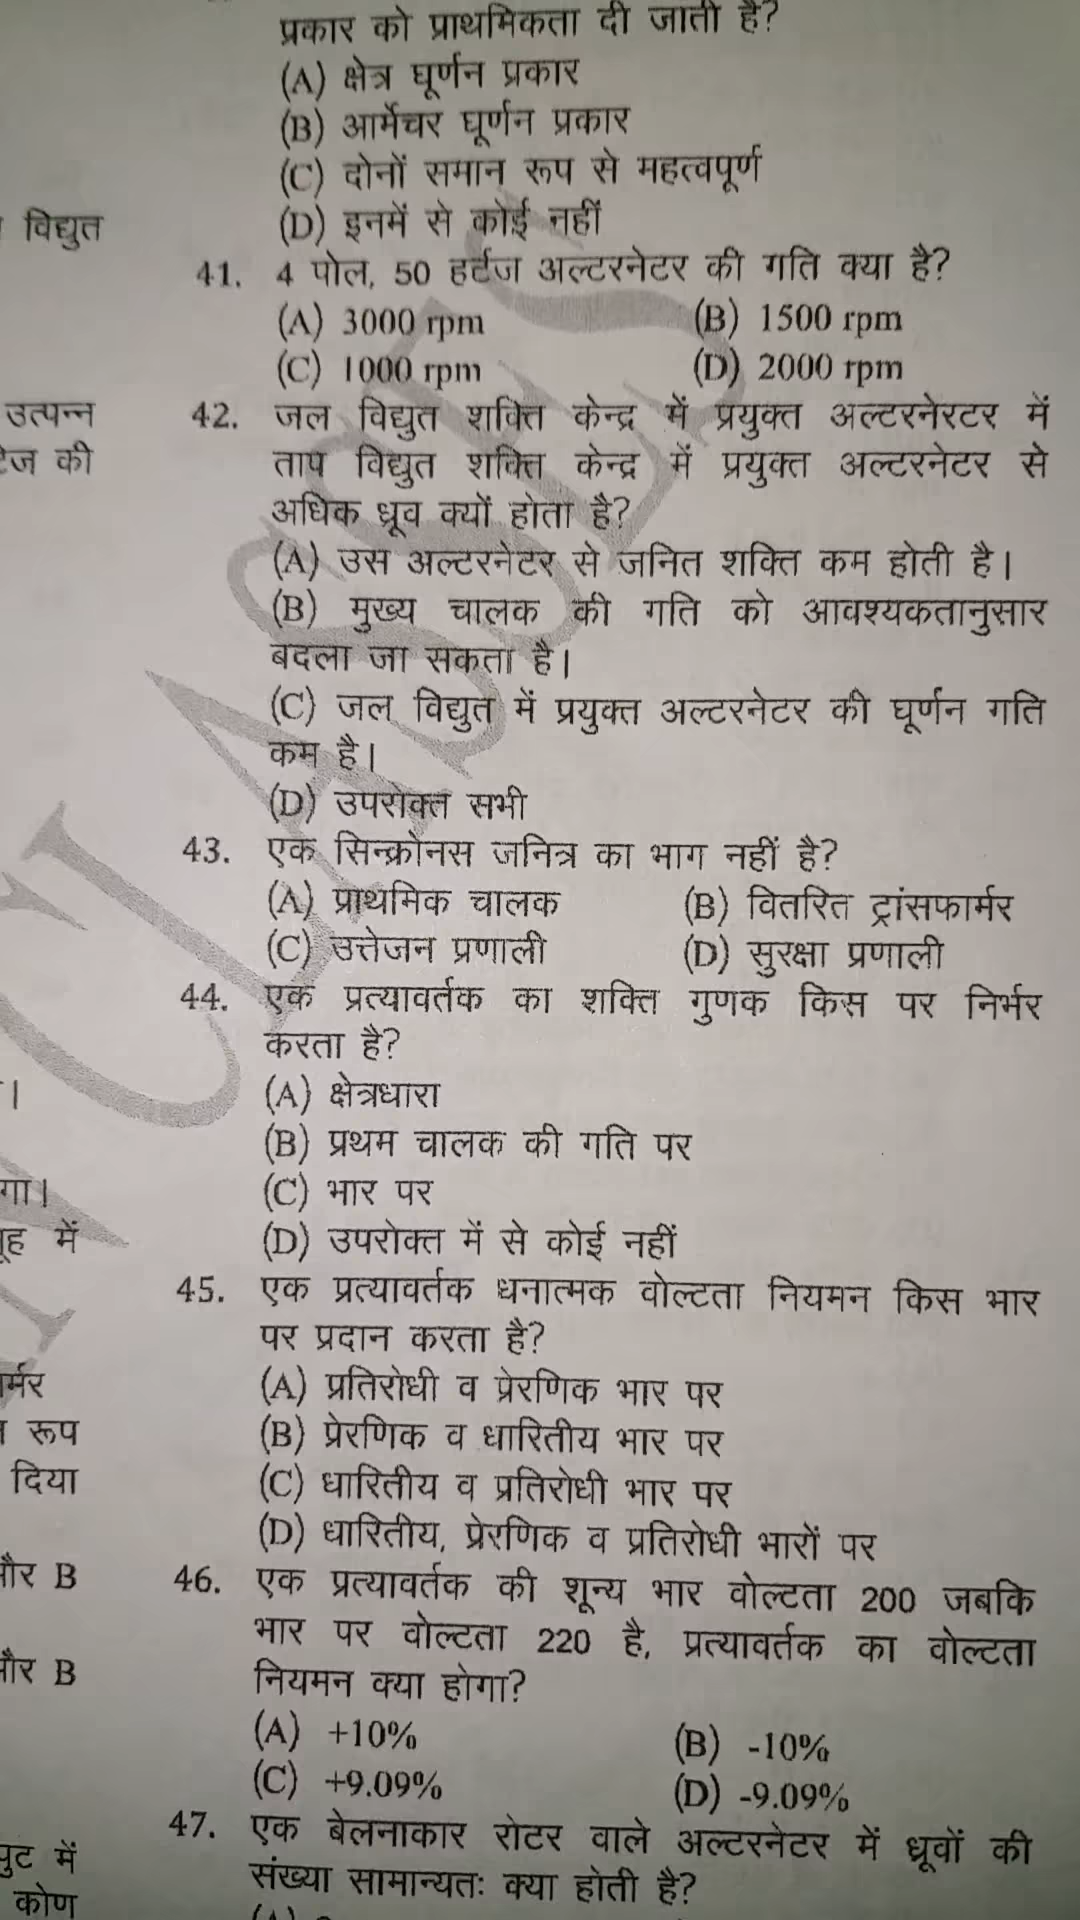 प्रकार को प्राथमिकता दी जाती है?
(A) क्षेत्र घूर्णन प्रकार
(B) आर्मेचर घूर्णन प्रकार
(C) दोनों समान रूप से महत्वपूर्ण
(D) इनमें से कोई नहीं
विद्युत
41. 4 पोल, 50 हर्टज अल्टरनेटर की गति क्या है?
(A) 3000 rpm (B) 1500 rpm
(C) 1000 rpm (D) 2000 rpm
उत्पन्न
की
42. जल विद्युत शक्ति केन्द्र में प्रयुक्त अल्टरनेरटर में
ताप विद्युत शक्ति केन्द्र में प्रयुक्त अल्टरनेटर से
अधिक ध्रूव क्यों होता है?
(A) उस अल्टरनेटर से जनित शक्ति कम होती है।
(B) मुख्य चालक की गति को आवश्यकतानुसार
बदला जा सकता है।
(C) जल विद्युत में प्रयुक्त अल्टरनेटर की घूर्णन गति
कम है।
(D) उपरोक्त सभी
43. एक सिन्क्रोनस जनित्र का भाग नहीं है?
(A) प्राथमिक चालक (B) वितरित ट्रांसफार्मर
(C) उत्तेजन प्रणाली (D) सुरक्षा प्रणाली
44. एक प्रत्यावर्तक का शक्ति गुणक किस पर निर्भर
करता है?
(A) क्षेत्रधारा
(B) प्रथम चालक की गति पर
(C) भार पर
(D) उपरोक्त में से कोई नहीं
में
45. एक प्रत्यावर्तक धनात्मक वोल्टता नियमन किस भार
पर प्रदान करता है?
(A) प्रतिरोधी व प्रेरणिक भार पर
(B) प्रेरणिक व धारितीय भार पर
(C) धारितीय व प्रतिरोधी भार पर
(D) धारितीय, प्रेरणिक व प्रतिरोधी भारों पर
रूप
दिया
और B
और B
46. एक प्रत्यावर्तक की शून्य भार वोल्टता 200 जबकि
भार पर वोल्टता 220 है, प्रत्यावर्तक का वोल्टता
नियमन क्या होगा?
(A) +10% (B) -10%
(C) +9.09% (D) -9.09%
47. एक बेलनाकार रोटर वाले अल्टरनेटर में ध्रूवों की
संख्या सामान्यतः क्या होती है?
में
कोण
CLASSES